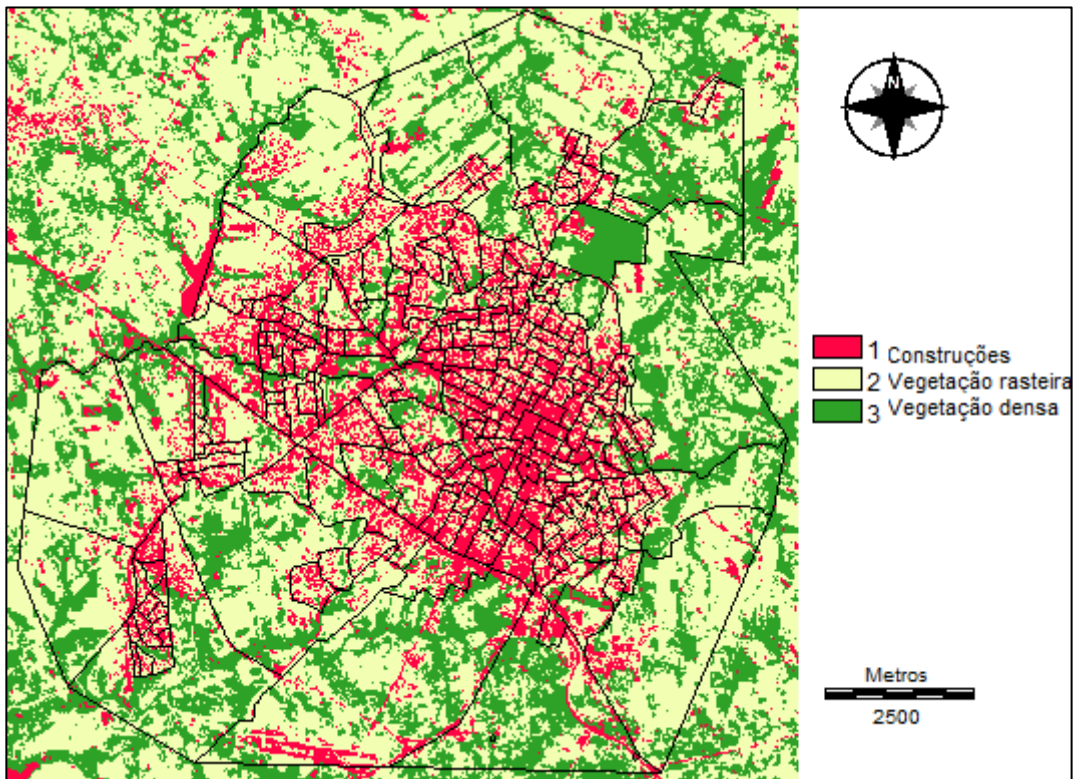 1 Construções
2 Vegetação rasteira
3 Vegetação densa
Metros
2500